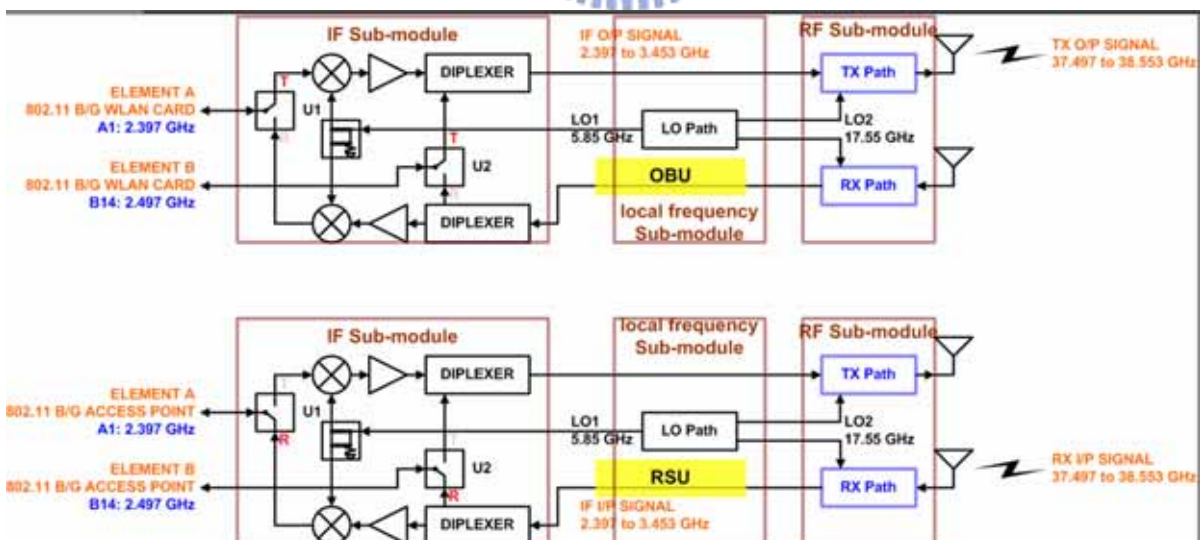 IF Sub-module
IF O/P SIGNAL
2.397 to 3.453 GHz
RF Sub-module
TX O/P SIGNAL
37.497 to 38.553 GHz
DIPLEXER
TX Path
ELEMENT A
802.11 B/G WLAN CARD
A1: 2.397 GHz
T
U1
LO1
5.85 GHz
LO Path
LO2
17.55 GHz
T
U2
ELEMENT B
802.11 B/G WLAN CARD
B14: 2.497 GHz
OBU
RX Path
DIPLEXER
local frequency
Sub-module
IF Sub-module
local frequency
Sub-module
RF Sub-module
DIPLEXER
TX Path
ELEMENT A
802.11 B/G ACCESS POINT
A1: 2.397 GHz
T
R
U1
LO1
5.85 GHz
LO Path
LO2
17.55 GHz
T
U2
R
ELEMENT B
802.11 B/G ACCESS POINT
B14: 2.497 GHz
RSU
RX Path
RX I/P SIGNAL
37.497 to 38.553 GHz
IF I/P SIGNAL
2.397 to 3.453 GHz
DIPLEXER